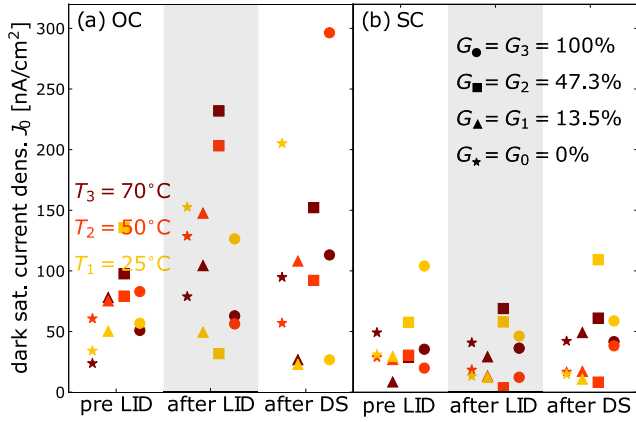 dark sat. current dens. J₀ [nA/cm²]
300
250
200
150
100
50
0
(a) OC
T₃ = 70°C
T₂ = 50°C
T₁ = 25°C
pre LID after LID after DS
(b) SC
G● = G₃ = 100%
G■ = G₂ = 47.3%
G▲ = G₁ = 13.5%
G★ = G₀ = 0%
pre LID after LID after DS